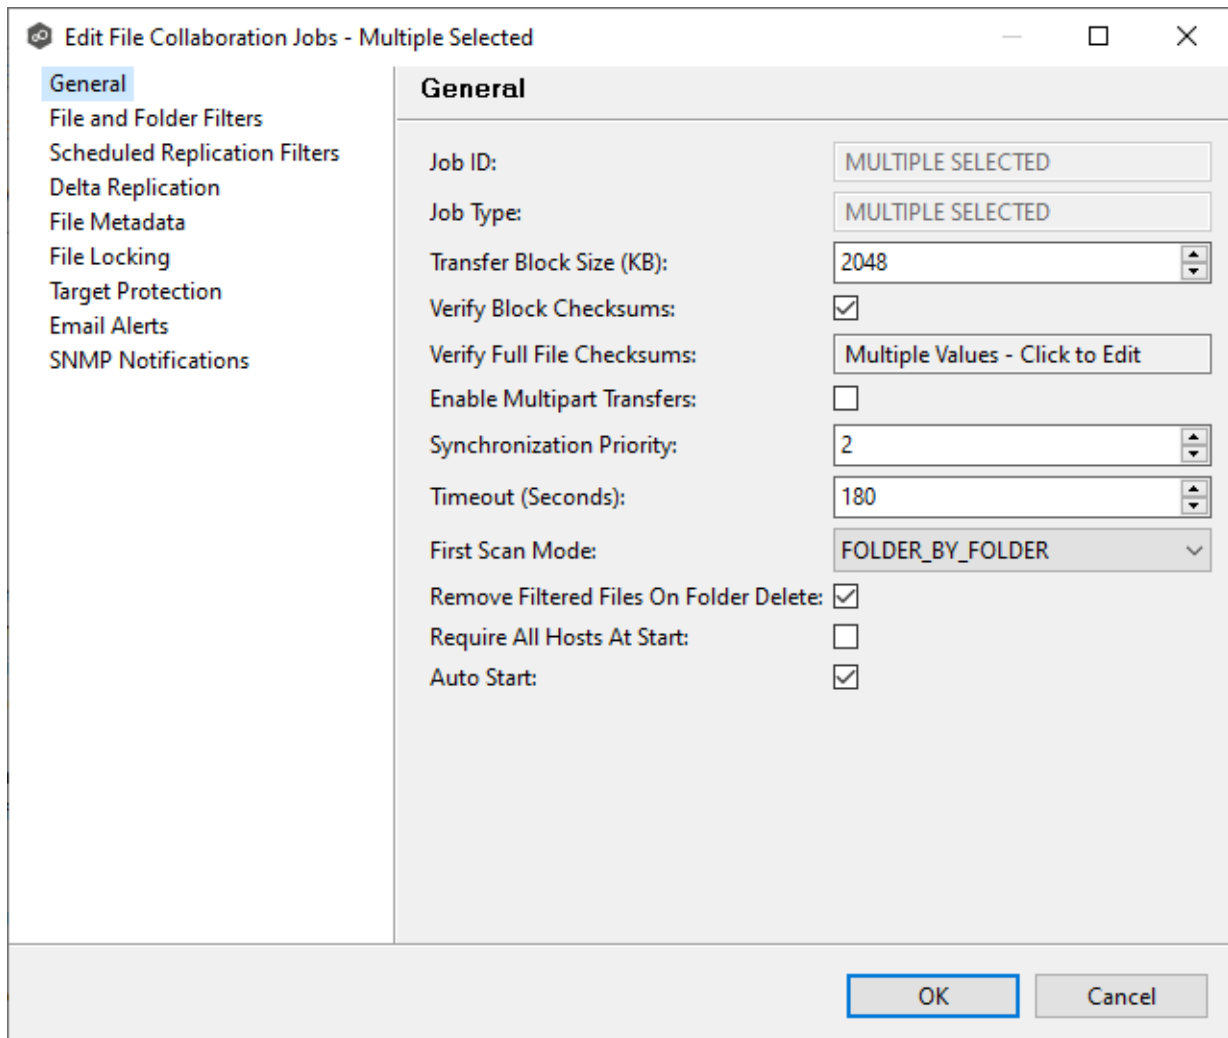 Edit File Collaboration Jobs - Multiple Selected
General
File and Folder Filters
Scheduled Replication Filters
Delta Replication
File Metadata
File Locking
Target Protection
Email Alerts
SNMP Notifications
General
Job ID: MULTIPLE SELECTED
Job Type: MULTIPLE SELECTED
Transfer Block Size (KB): 2048
Verify Block Checksums:
Verify Full File Checksums: Multiple Values - Click to Edit
Enable Multipart Transfers:
Synchronization Priority: 2
Timeout (Seconds): 180
First Scan Mode: FOLDER_BY_FOLDER
Remove Filtered Files On Folder Delete:
Require All Hosts At Start:
Auto Start:
OK Cancel